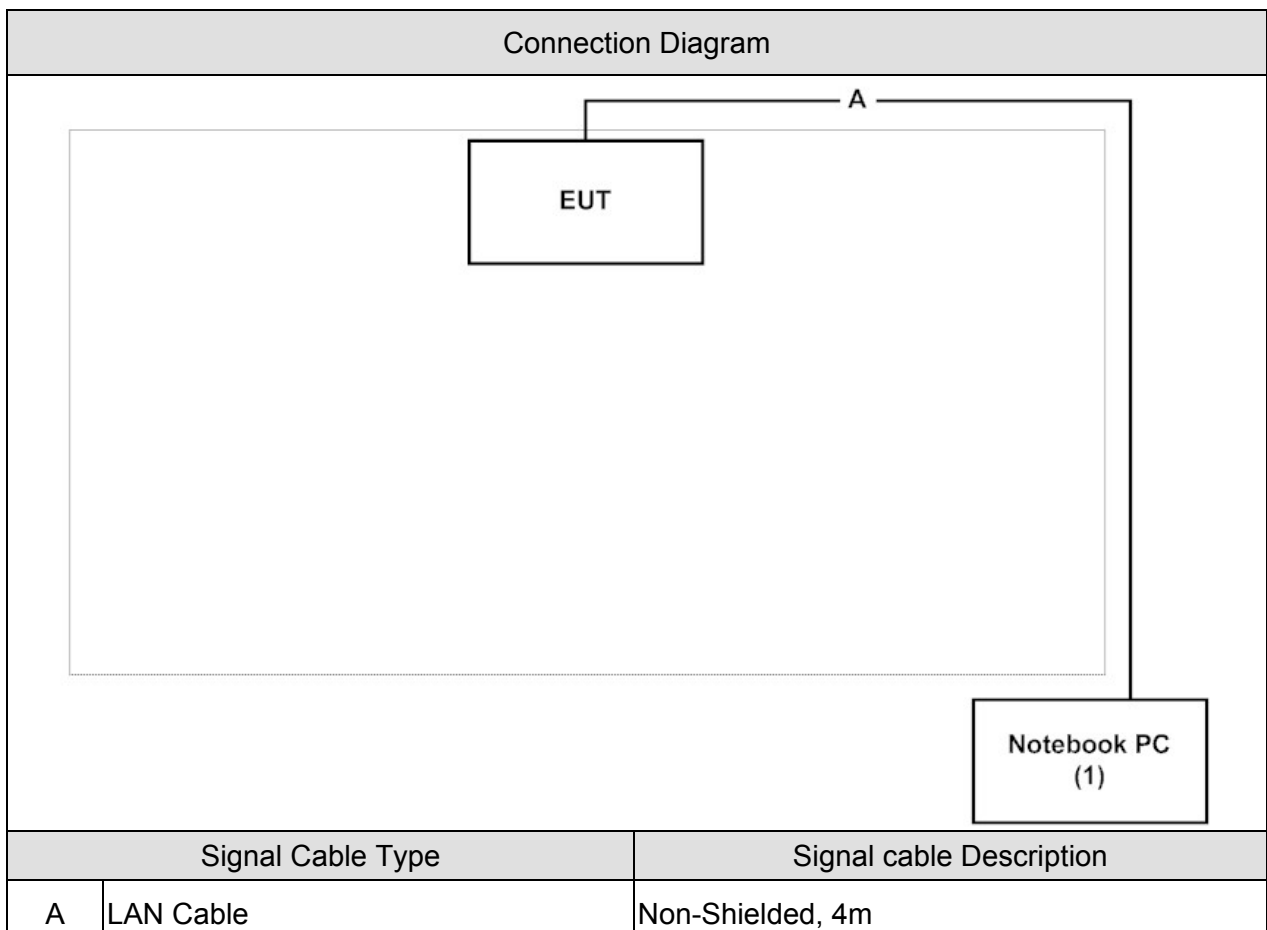 Connection Diagram
A
EUT
Notebook PC
(1)
Signal Cable Type Signal cable Description
A LAN Cable Non-Shielded, 4m